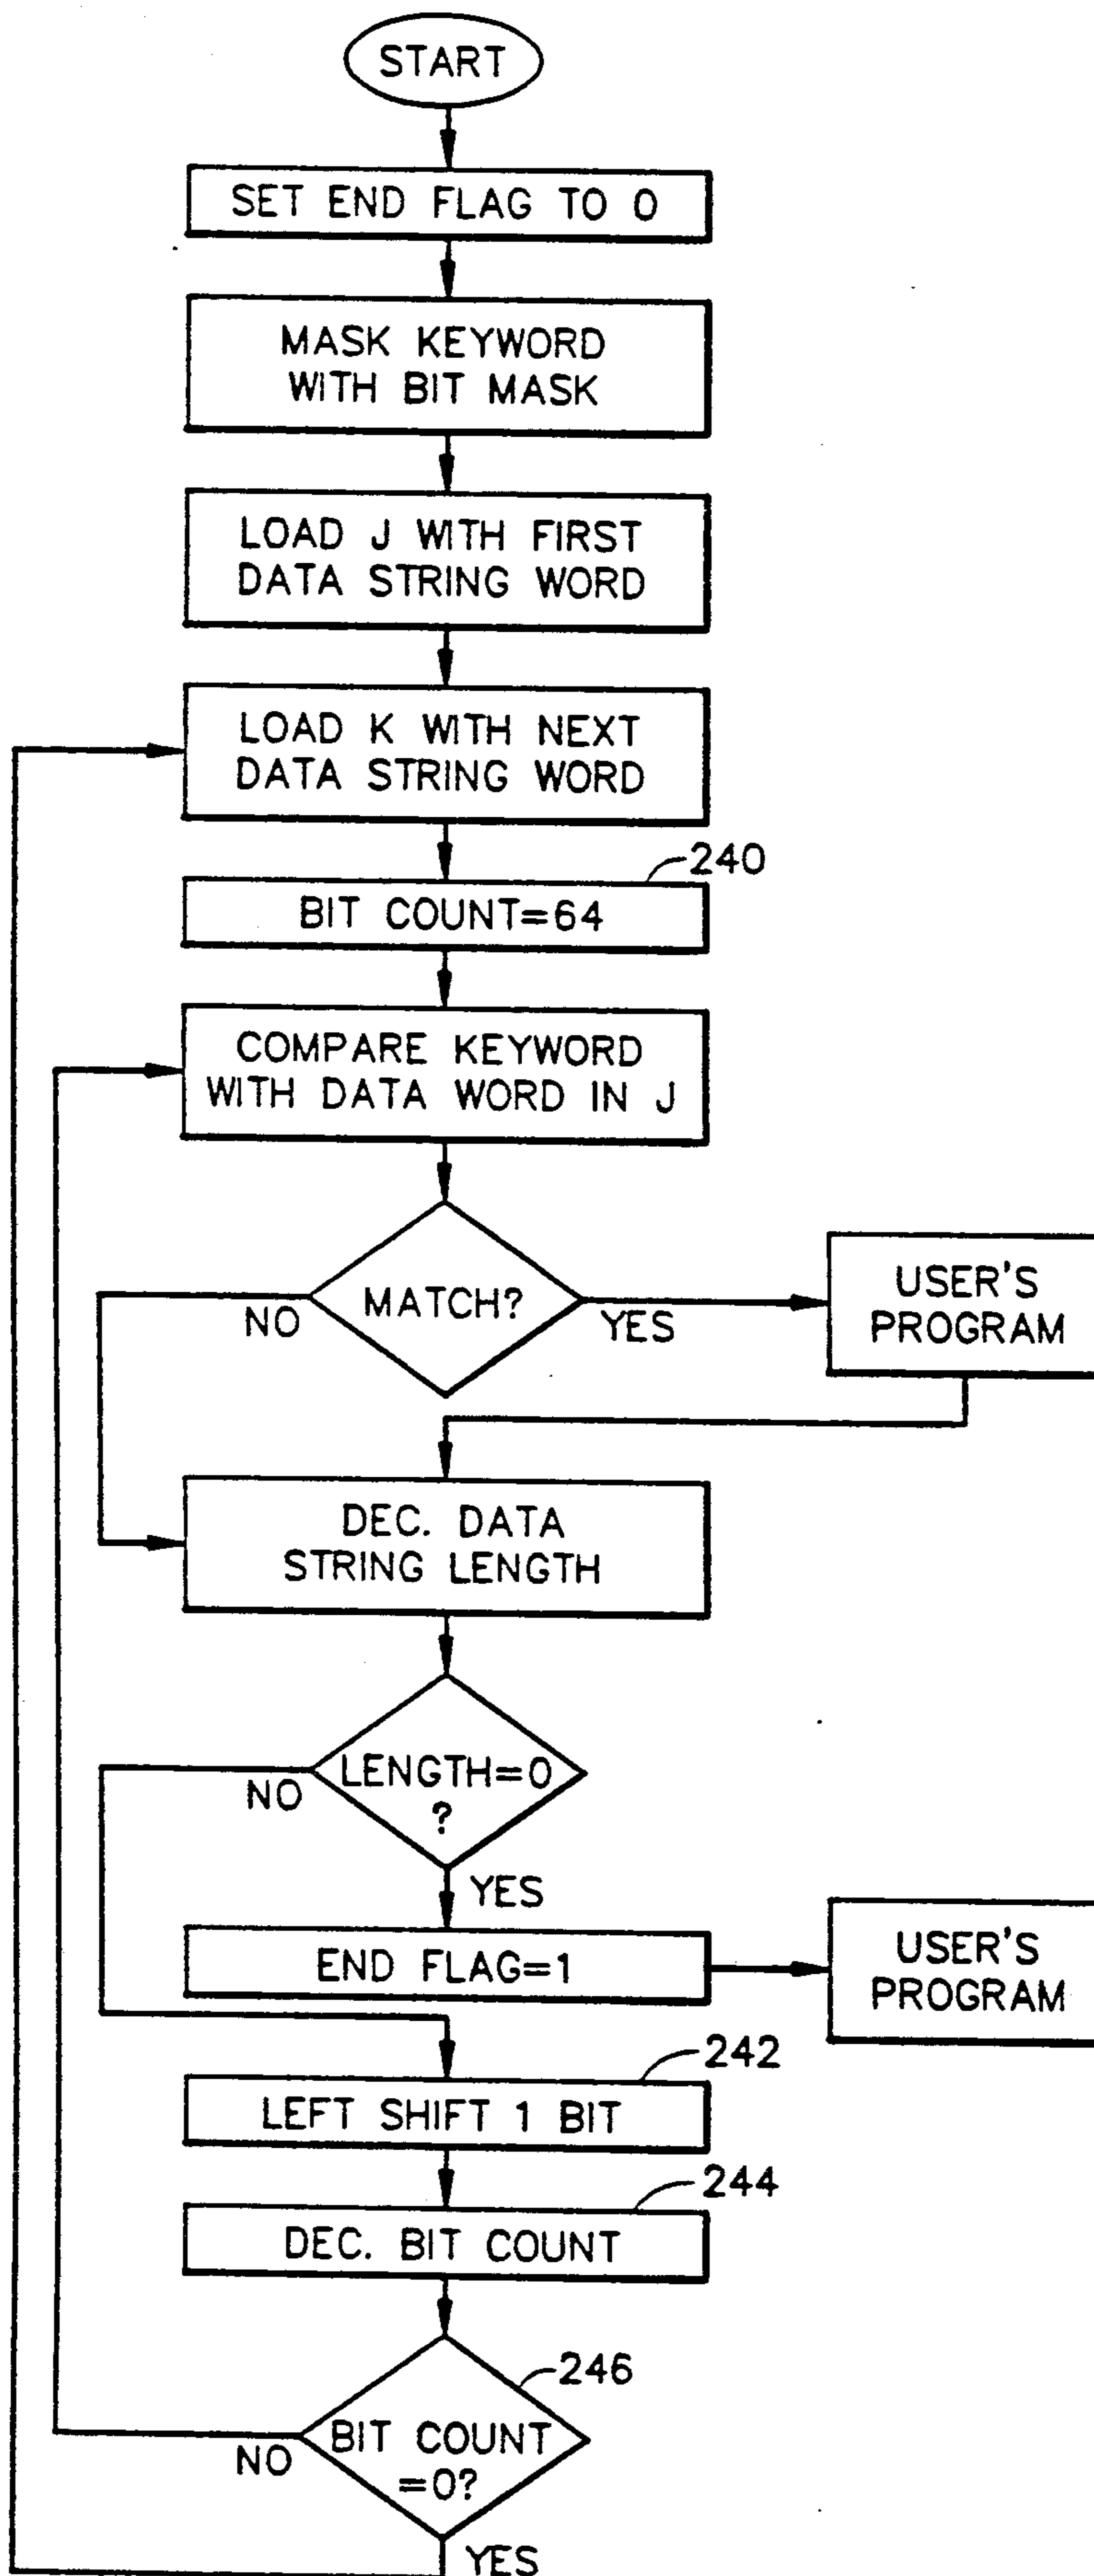 START
SET END FLAG TO 0
MASK KEYWORD
WITH BIT MASK
LOAD J WITH FIRST
DATA STRING WORD
LOAD K WITH NEXT
DATA STRING WORD
240
BIT COUNT=64
COMPARE KEYWORD
WITH DATA WORD IN J
MATCH?
NO
YES
USER'S
PROGRAM
DEC. DATA
STRING LENGTH
LENGTH=0
?
NO
YES
END FLAG=1
USER'S
PROGRAM
242
LEFT SHIFT 1 BIT
244
DEC. BIT COUNT
246
BIT COUNT
=0?
NO
YES